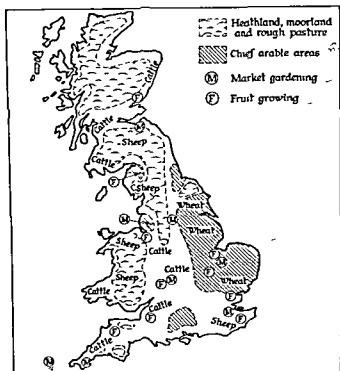 Heathland, moorland
and rough pasture
Chief arable areas
M Market gardening
F Fruit growing
Cattle
F
Cattle
M
Sheep
Cattle
F
Sheep
Wheat
M
M
F
Sheep
Wheat
Cattle
Sheep
Cattle
F
M
F
Wheat
F
M
Cattle
Cattle
F
F
F
M
F
Sheep
Cattle
M
M